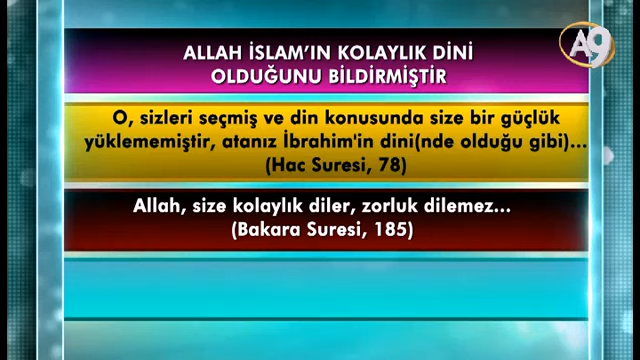 A9
ALLAH İSLAM'IN KOLAYLIK DİNİ
OLDUĞUNU BİLDİRMİŞTİR
O, sizleri seçmiş ve din konusunda size bir güçlük
yüklememiştir, atanız İbrahim'in dini(nde olduğu gibi)...
(Hac Suresi, 78)
Allah, size kolaylık diler, zorluk dilemez...
(Bakara Suresi, 185)